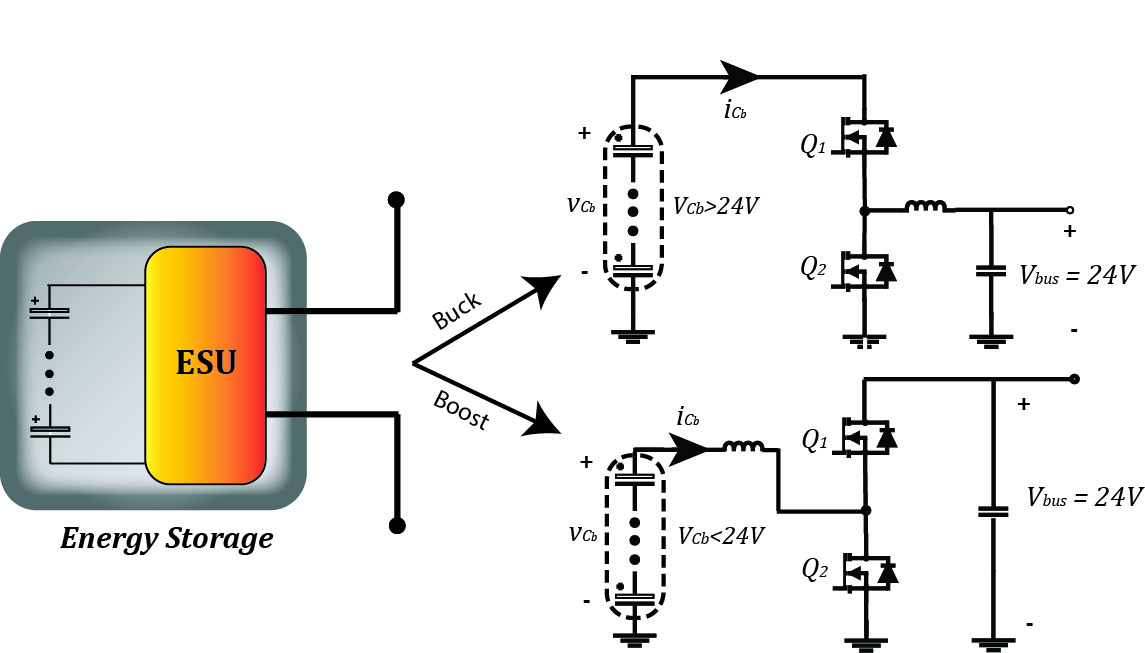 i_Cb
+
Q1
v_Cb
V_Cb>24V
+
-
Q2
V_bus = 24V
-
Buck
+
+
ESU
Boost
i_Cb
+
Q1
+
v_Cb
V_Cb<24V
V_bus = 24V
-
Q2
-
Energy Storage